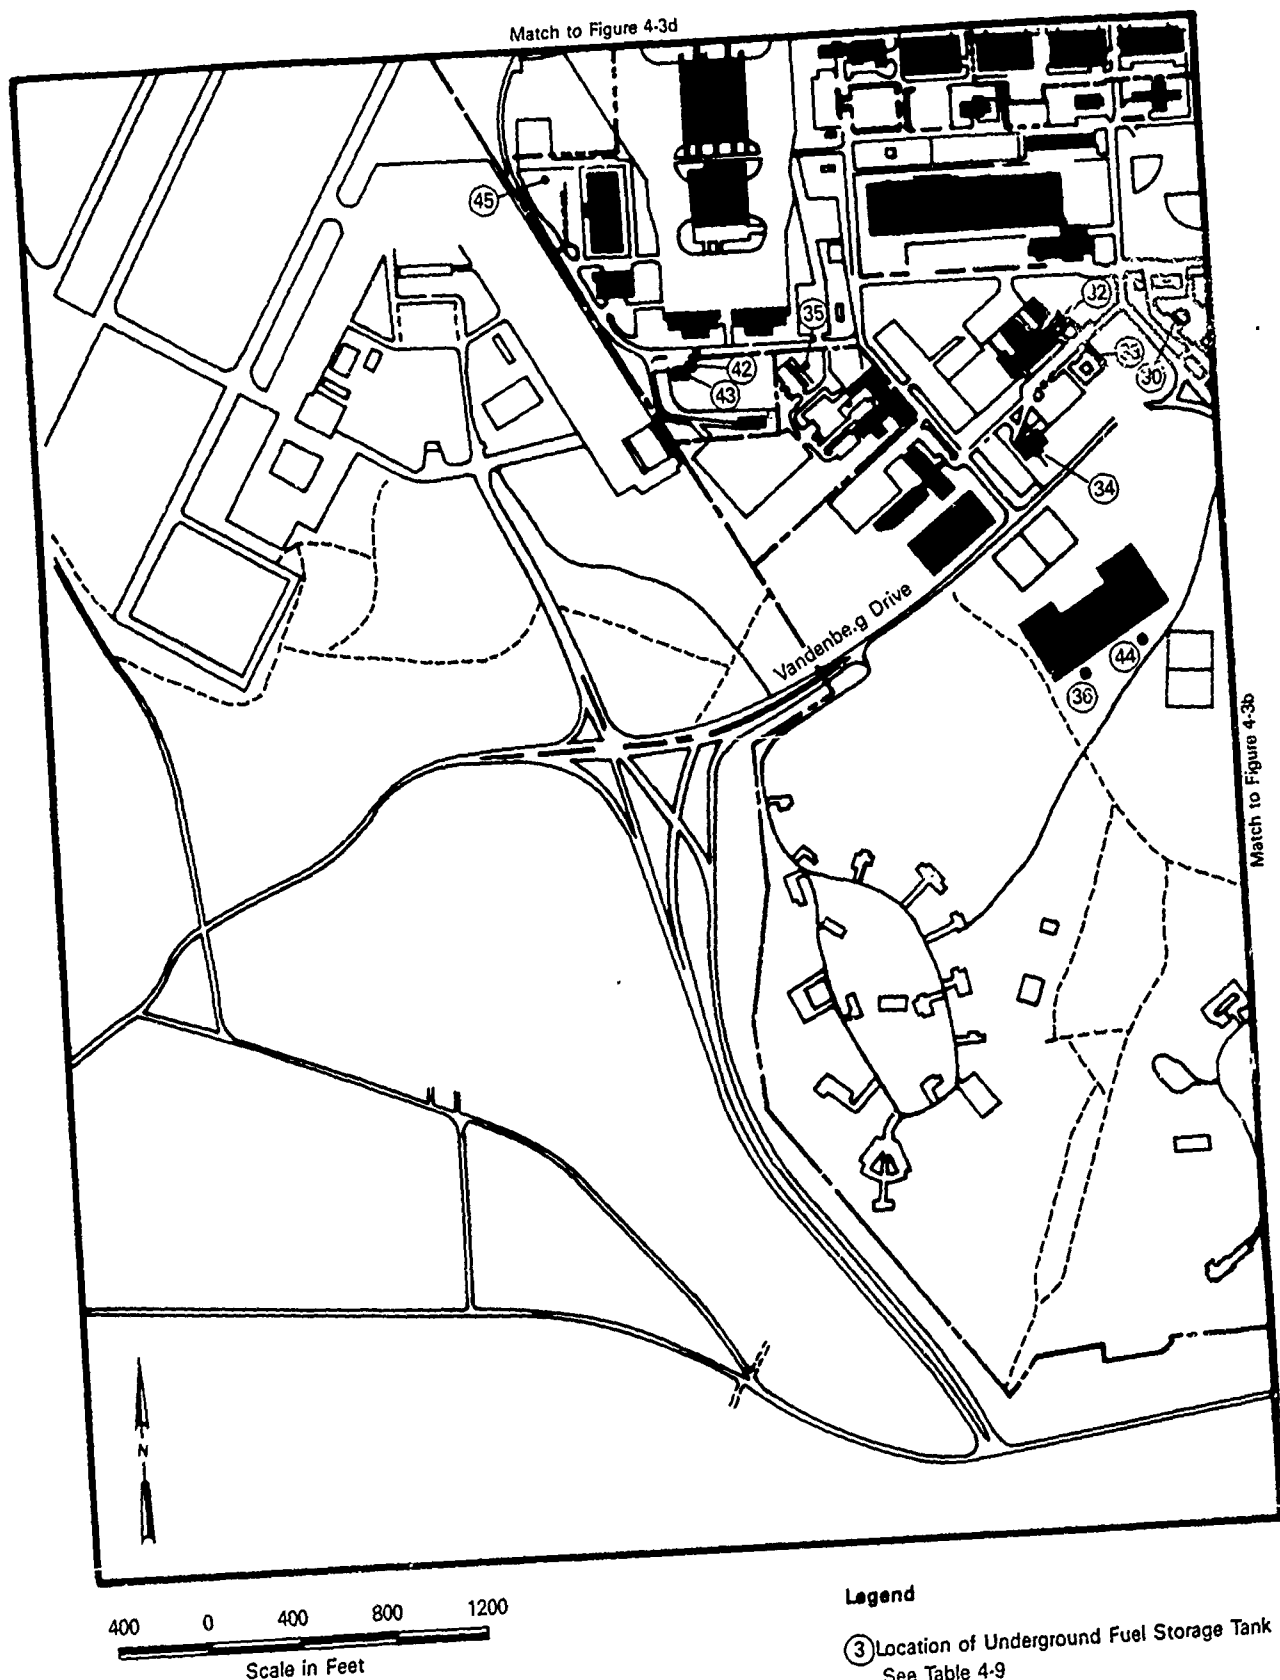 Match to Figure 4-3d
45
32
35
33
30
42
43
34
Vandenbe.g Drive
44
36
Match to Figure 4-3b
N
400 0 400 800 1200
Scale in Feet
Legend
3 Location of Underground Fuel Storage Tank
See Table 4-9